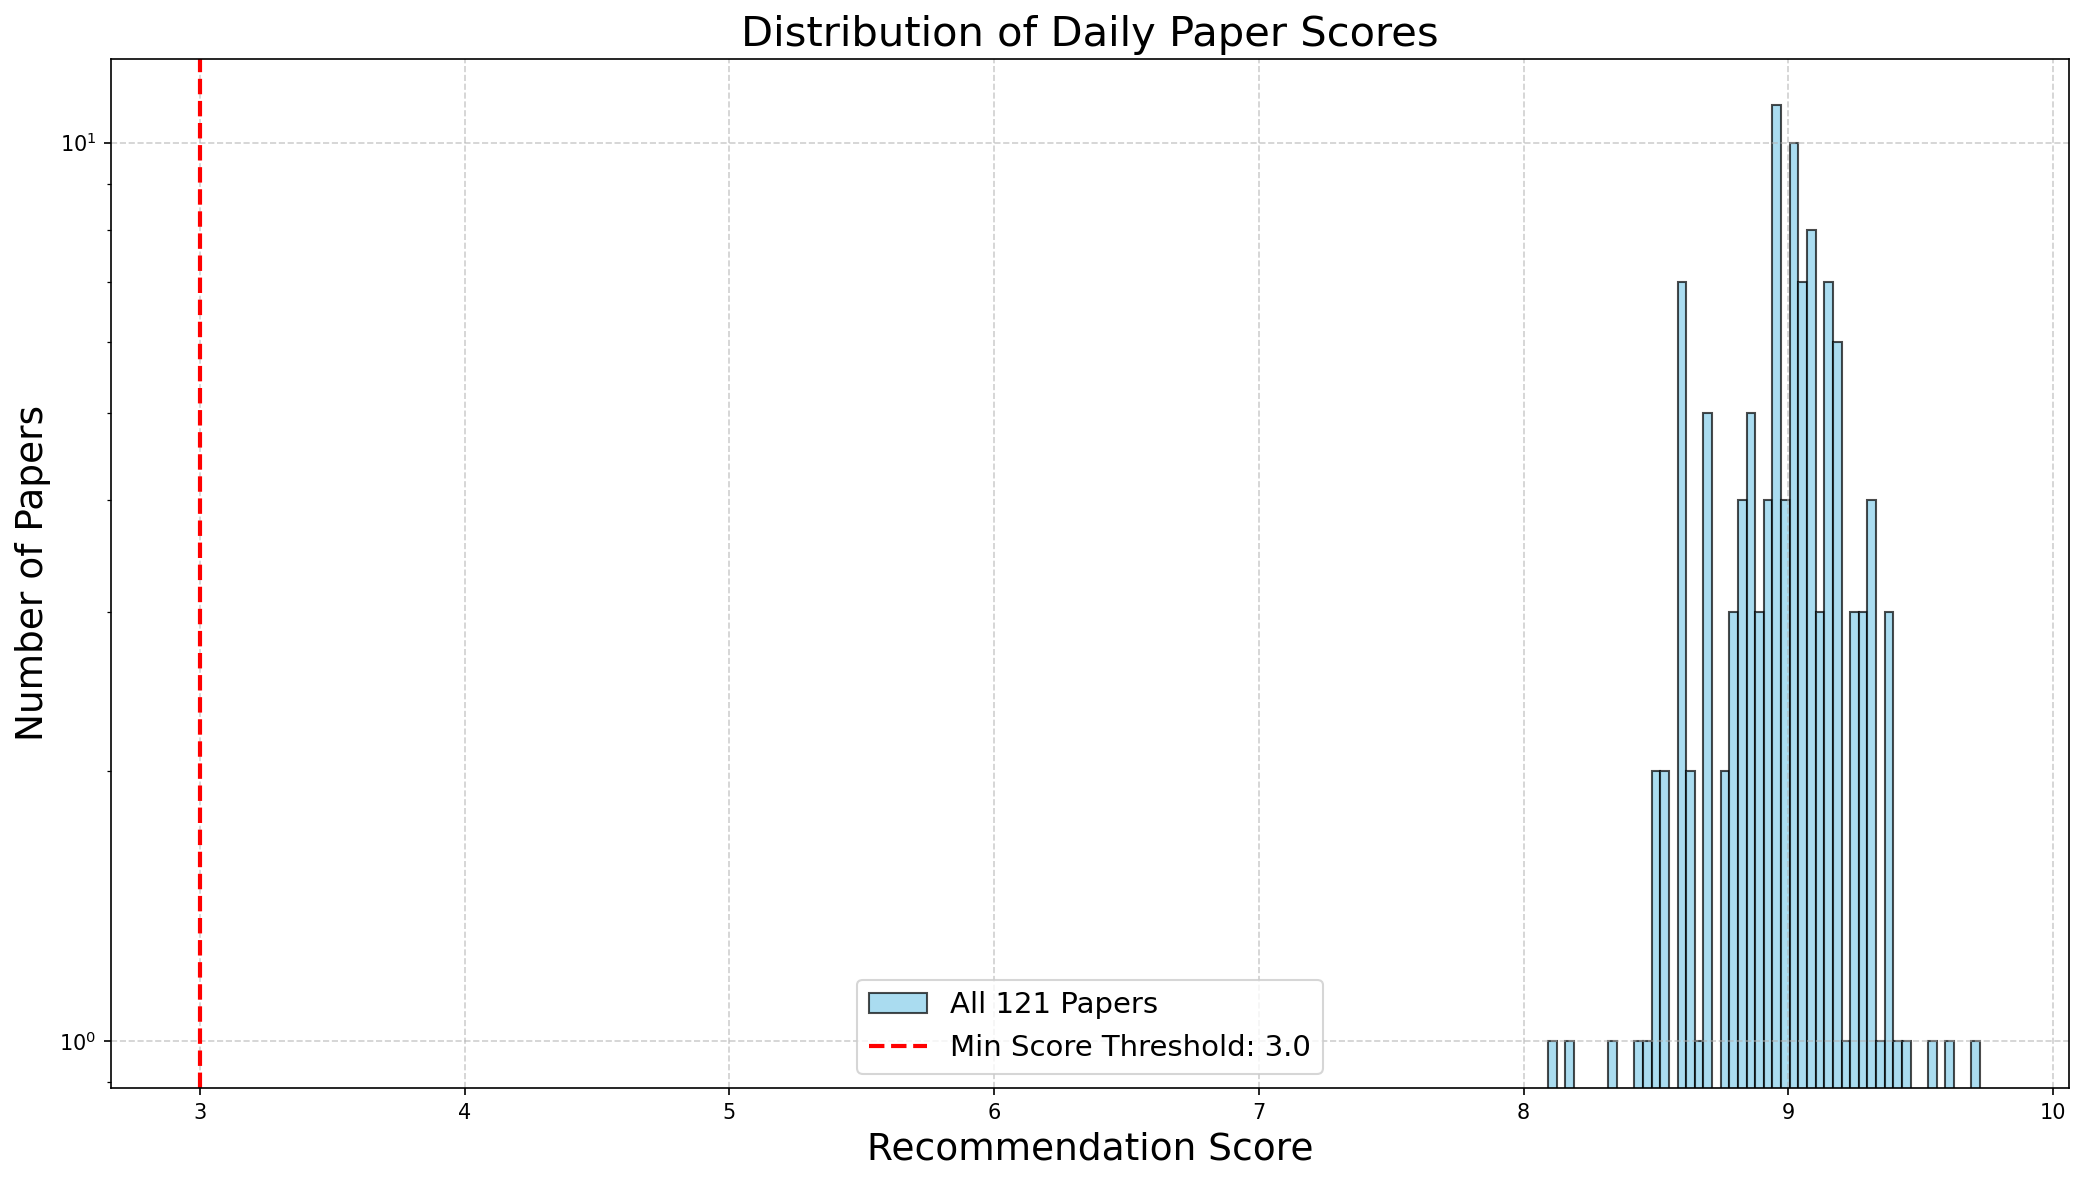 Distribution of Daily Paper Scores
Number of Papers
10¹
10⁰
All 121 Papers
Min Score Threshold: 3.0
3 4 5 6 7 8 9 10
Recommendation Score